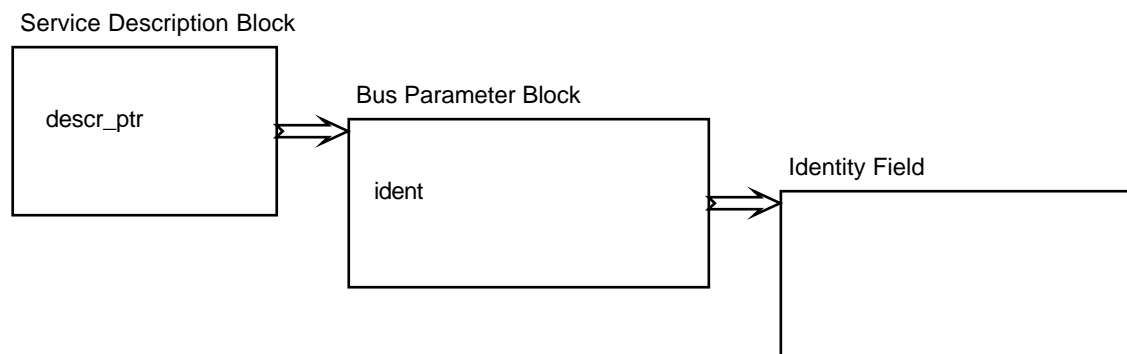 Service Description Block
descr_ptr
Bus Parameter Block
ident
Identity Field